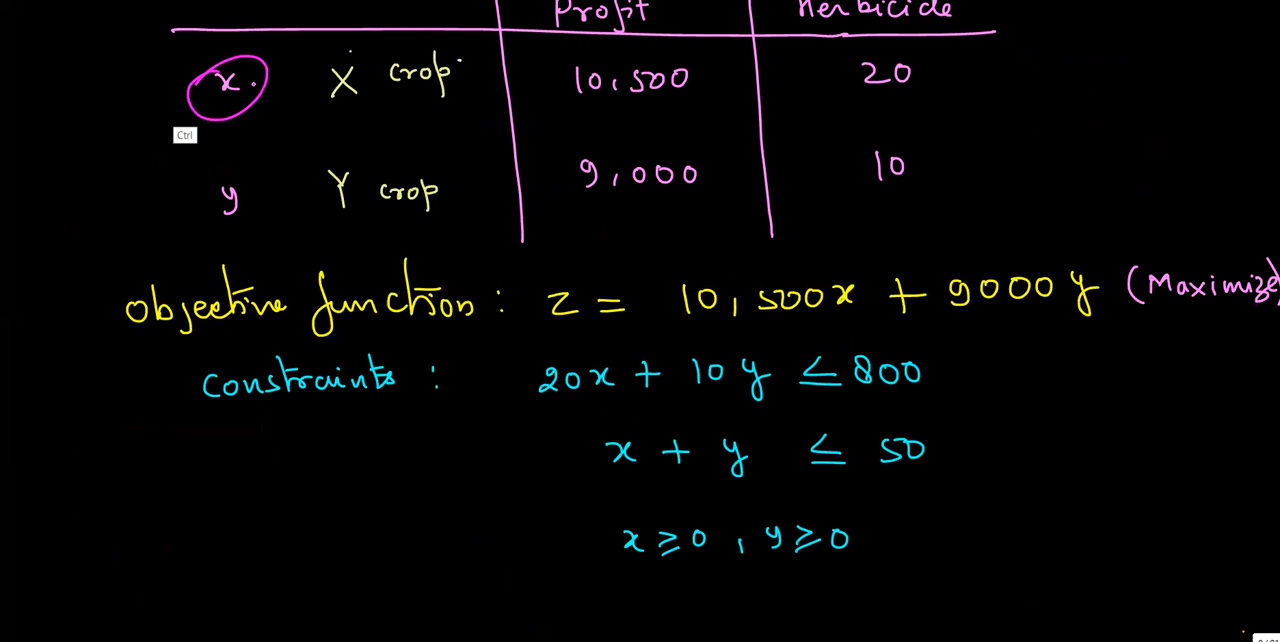 Profit Herbicide
x. X crop 10,500 20
Ctrl
y Y crop 9,000 10
Objective function : Z = 10,500x + 9000y (Maximize)
Constraints : 20x + 10y ≤ 800
x + y ≤ 50
x ≥ 0 , y ≥ 0